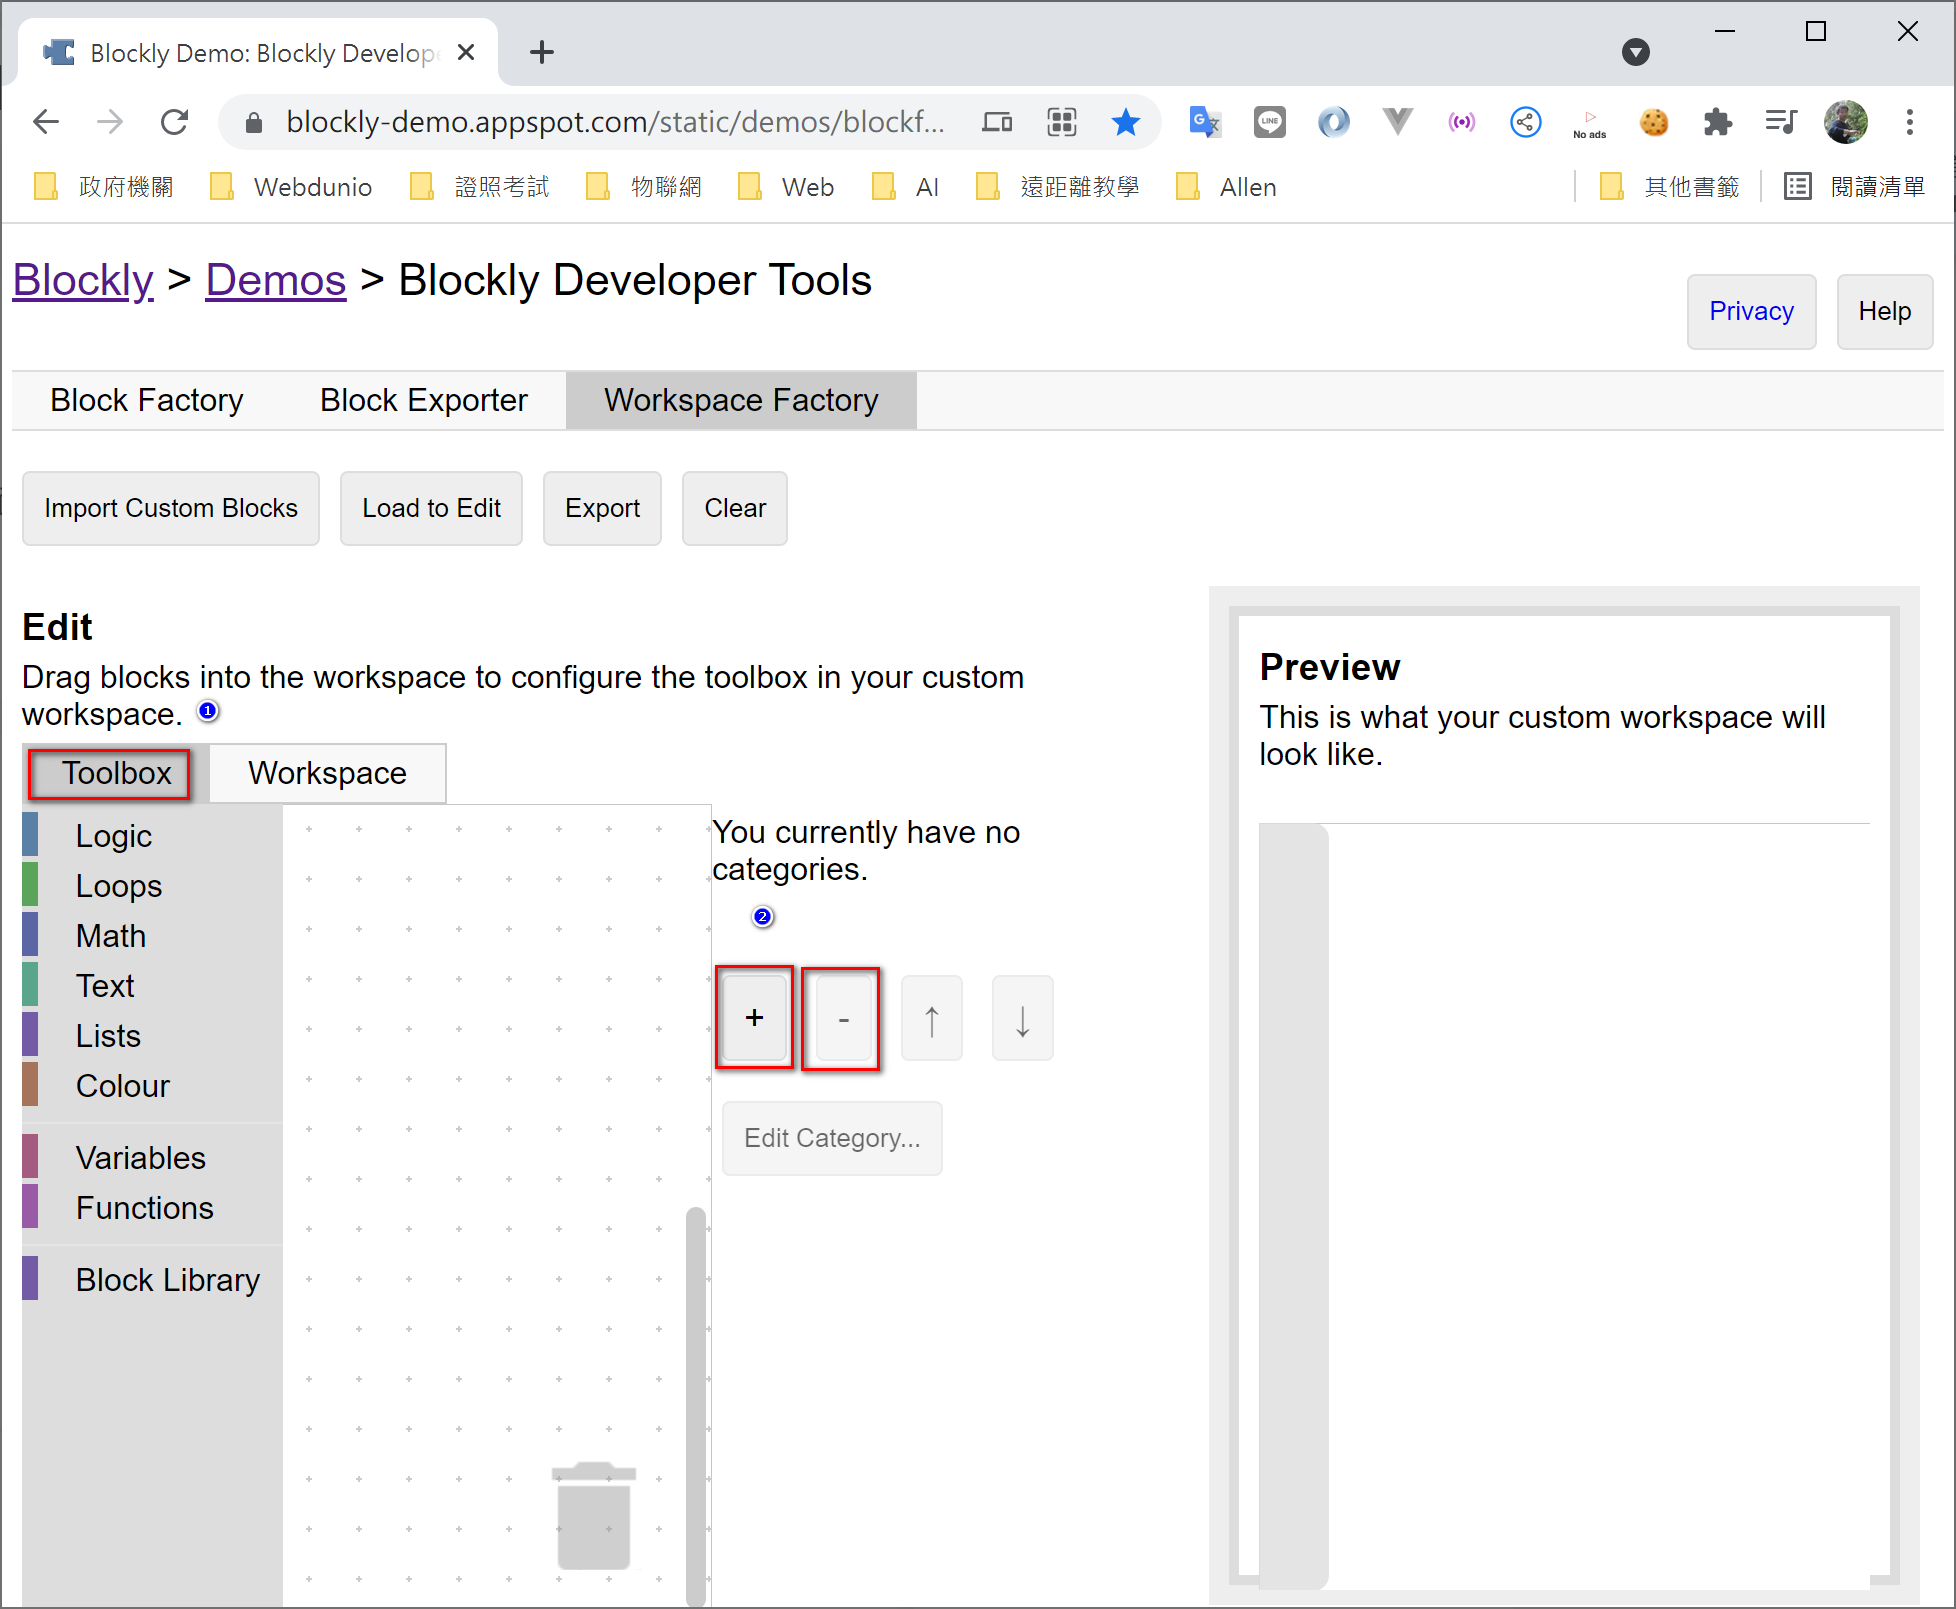 Blockly Demo: Blockly Develope
blockly-demo.appspot.com/static/demos/blockf...
LINE
No ads
政府機關 Webdunio 證照考試 物聯網 Web AI 遠距離教學 Allen 其他書籤 閱讀清單
Blockly > Demos > Blockly Developer Tools
Privacy Help
Block Factory Block Exporter Workspace Factory
Import Custom Blocks Load to Edit Export Clear
Edit
Drag blocks into the workspace to configure the toolbox in your custom
workspace. 1
Toolbox Workspace
Logic
Loops
Math
Text
Lists
Colour
Variables
Functions
Block Library
You currently have no
categories.
2
+ - ↑ ↓
Edit Category...
Preview
This is what your custom workspace will
look like.